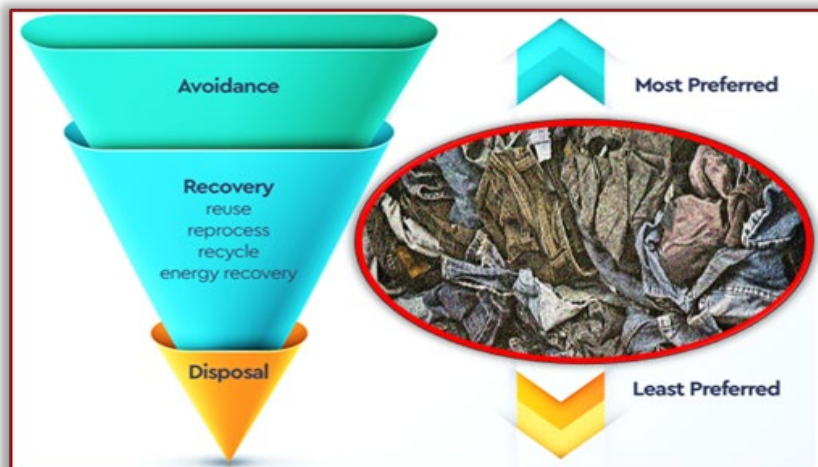 Avoidance
Most Preferred
Recovery
reuse
reprocess
recycle
energy recovery
Disposal
Least Preferred